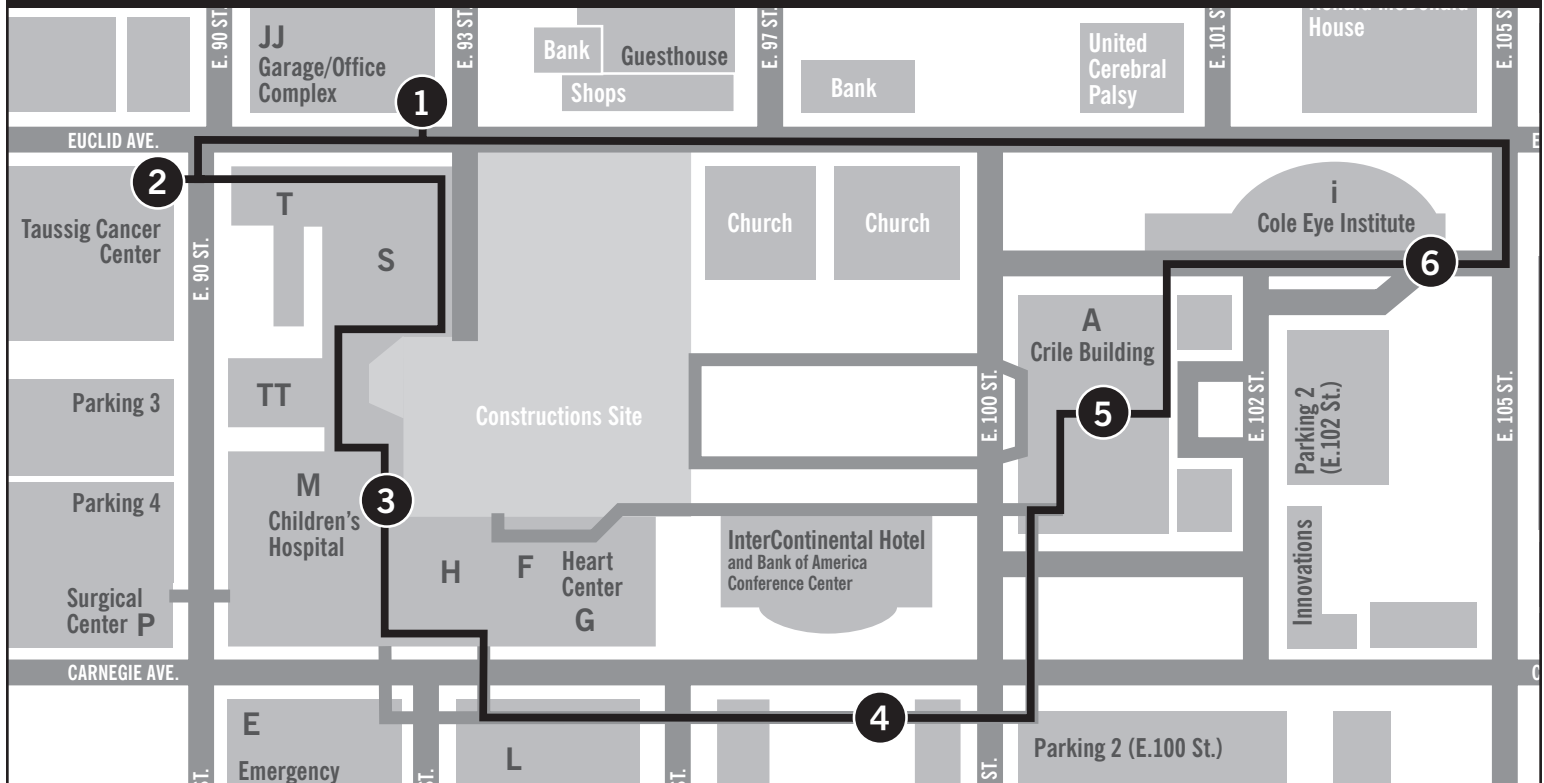 E. 90 ST.
JJ
Garage/Office
Complex
E. 93 ST.
Bank
Guesthouse
Shops
E. 97 ST.
Bank
United
Cerebral
Palsy
E. 101 S
House
E. 105 S
1
EUCLID AVE.
E
2
Taussig Cancer
Center
E. 90 ST.
T
S
Church
Church
i
Cole Eye Institute
6
A
Crile Building
TT
Parking 3
Constructions Site
E. 100 ST.
5
E. 102 ST.
Parking 2
(E.102 St.)
E. 105 ST.
Parking 4
M
Children's
Hospital
3
H
F
Heart
Center
G
InterContinental Hotel
and Bank of America
Conference Center
Innovations
Surgical
Center P
CARNEGIE AVE.
C
E
Emergency
L
4
Parking 2 (E.100 St.)
ST.
ST.
ST.
ST.